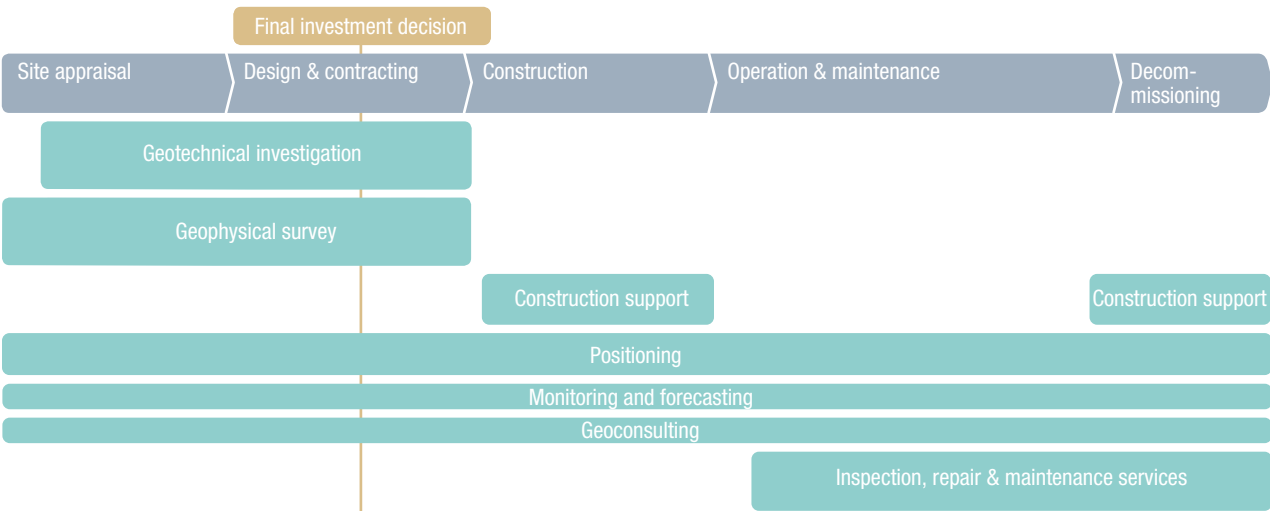 Final investment decision
Site appraisal
Design & contracting
Construction
Operation & maintenance
Decom-
missioning
Geotechnical investigation
Geophysical survey
Construction support
Construction support
Positioning
Monitoring and forecasting
Geoconsulting
Inspection, repair & maintenance services